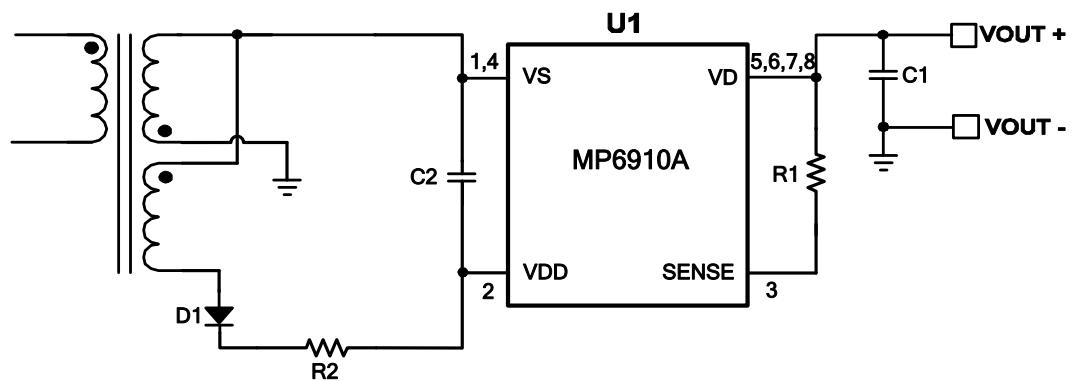 U1
VOUT +
1,4
5,6,7,8
VS
VD
C1
VOUT -
MP6910A
C2
R1
VDD
SENSE
2
3
D1
R2